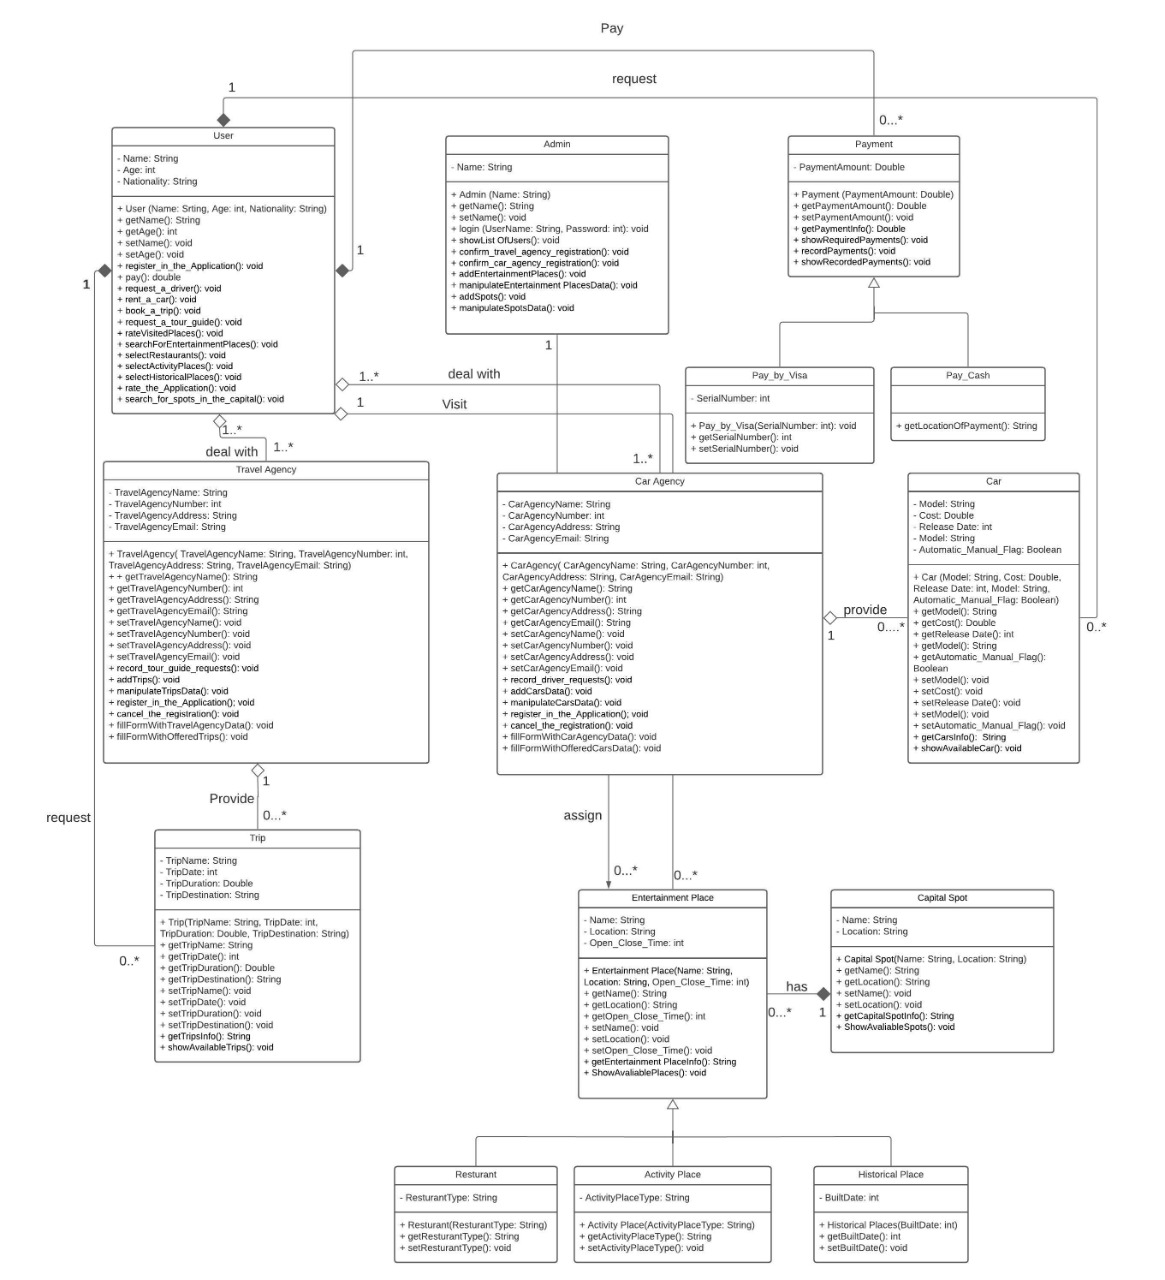 Pay
request
1
0...*
User
- Name: String
- Age: int
- Nationality: String
+ User (Name: Srting, Age: int, Nationality: String)
+ getName(): String
+ getAge(): int
+ setName(): void
+ setAge(): void
+ register_in_the_Application(): void
+ pay(): double
+ request_a_driver(): void
+ rent_a_car(): void
+ book_a_trip(): void
+ request_a_tour_guide(): void
+ rateVisitedPlaces(): void
+ searchForEntertainmentPlaces(): void
+ selectRestaurants(): void
+ selectActivityPlaces(): void
+ selectHistoricalPlaces(): void
+ rate_the_Application(): void
+ search_for_spots_in_the_capital(): void
1
1
Admin
- Name: String
+ Admin (Name: String)
+ getName(): String
+ setName(): void
+ login (UserName: String, Password: int): void
+ showList OfUsers(): void
+ confirm_travel_agency_registration(): void
+ confirm_car_agency_registration(): void
+ addEntertainmentPlaces(): void
+ manipulateEntertainment PlacesData(): void
+ addSpots(): void
+ manipulateSpotsData(): void
1
Payment
- PaymentAmount: Double
+ Payment (PaymentAmount: Double)
+ getPaymentAmount(): Double
+ setPaymentAmount(): void
+ getPaymentInfo(): Double
+ showRequiredPayments(): void
+ recordPayments(): void
+ showRecordedPayments(): void
Pay_by_Visa
- SerialNumber: int
+ Pay_by_Visa(SerialNumber: int): void
+ getSerialNumber(): int
+ setSerialNumber(): void
Pay_Cash
+ getLocationOfPayment(): String
1..*
deal with
1
Visit
1..*
1..*
deal with
1..*
Travel Agency
- TravelAgencyName: String
- TravelAgencyNumber: int
- TravelAgencyAddress: String
- TravelAgencyEmail: String
+ TravelAgency( TravelAgencyName: String, TravelAgencyNumber: int,
TravelAgencyAddress: String, TravelAgencyEmail: String)
+ + getTravelAgencyName(): String
+ getTravelAgencyNumber(): int
+ getTravelAgencyAddress(): String
+ getTravelAgencyEmail(): String
+ setTravelAgencyName(): void
+ setTravelAgencyNumber(): void
+ setTravelAgencyAddress(): void
+ setTravelAgencyEmail(): void
+ record_tour_guide_requests(): void
+ addTrips(): void
+ manipulateTripsData(): void
+ register_in_the_Application(); void
+ cancel_the_registration(): void
+ fillFormWithTravelAgencyData(): void
+ fillFormWithOfferedTrips(): void
Car Agency
- CarAgencyName: String
- CarAgencyNumber: int
- CarAgencyAddress: String
- CarAgencyEmail: String
+ CarAgency( CarAgencyName: String, CarAgencyNumber: int,
CarAgencyAddress: String, CarAgencyEmail: String)
+ getCarAgencyName(): String
+ getCarAgencyNumber(): int
+ getCarAgencyAddress(): String
+ getCarAgencyEmail(): String
+ setCarAgencyName(): void
+ setCarAgencyNumber(): void
+ setCarAgencyAddress(): void
+ setCarAgencyEmail(): void
+ record_driver_requests(): void
+ addCarsData(): void
+ manipulateCarsData(): void
+ register_in_the_Application(); void
+ cancel_the_registration(): void
+ fillFormWithCarAgencyData(): void
+ fillFormWithOfferedCarsData(): void
provide
1
0....*
Car
- Model: String
- Cost: Double
- Release Date: int
- Model: String
- Automatic_Manual_Flag: Boolean
+ Car (Model: String, Cost: Double,
Release Date: int, Model: String,
Automatic_Manual_Flag: Boolean)
+ getModel(): String
+ getCost(): Double
+ getRelease Date(): int
+ getModel(): String
+ getAutomatic_Manual_Flag():
Boolean
+ setModel(): void
+ setCost(): void
+ setRelease Date(): void
+ setModel(): void
+ setAutomatic_Manual_Flag(): void
+ getCarsInfo():  String
+ showAvailableCar(): void
0..*
1
Provide
0...*
request
0..*
Trip
- TripName: String
- TripDate: int
- TripDuration: Double
- TripDestination: String
+ Trip(TripName: String, TripDate: int,
TripDuration: Double, TripDestination: String)
+ getTripName: String
+ getTripDate(): int
+ getTripDuration(): Double
+ getTripDestination(): String
+ setTripName(): void
+ setTripDate(): void
+ setTripDuration(): void
+ setTripDestination(): void
+ getTripsInfo(): String
+ showAvailableTrips(): void
assign
0...*
0...*
Entertainment Place
- Name: String
- Location: String
- Open_Close_Time: int
+ Entertainment Place(Name: String,
Location: String, Open_Close_Time: int)
+ getName(): String
+ getLocation(): String
+ getOpen_Close_Time(): int
+ setName(): void
+ setLocation(): void
+ setOpen_Close_Time(): void
+ getEntertainment PlaceInfo(): String
+ ShowAvaliablePlaces(): void
has
0...*
1
Capital Spot
- Name: String
- Location: String
+ Capital Spot(Name: String, Location: String)
+ getName(): String
+ getLocation(): String
+ setName(): void
+ setLocation(): void
+ getCapitalSpotInfo(): String
+ ShowAvaliableSpots(): void
Resturant
- ResturantType: String
+ Resturant(ResturantType: String)
+ getResturantType(): String
+ setResturantType(): void
Activity Place
- ActivityPlaceType: String
+ Activity Place(ActivityPlaceType: String)
+ getActivityPlaceType(): String
+ setActivityPlaceType(): void
Historical Place
- BuiltDate: int
+ Historical Places(BuiltDate: int)
+ getBuiltDate(): int
+ setBuiltDate(): void